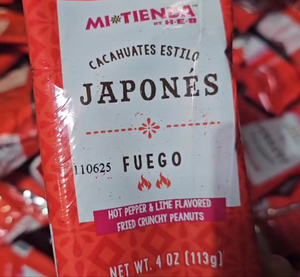 MI TIENDA™
BY H-E-B
CACAHUATES ESTILO
JAPONÉS
110625 FUEGO
HOT PEPPER & LIME FLAVORED
FRIED CRUNCHY PEANUTS
NET WT. 4 OZ (113g)